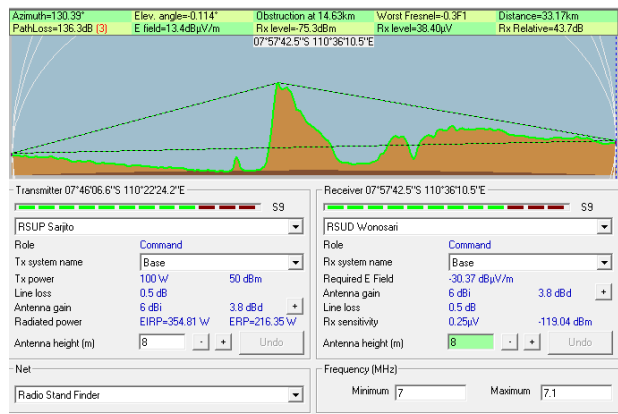 Azimuth=130.39° Elev. angle=-0.114° Obstruction at 14.63km Worst Fresnel=-0.3F1 Distance=33.17km
PathLoss=136.3dB (3) E field=13.4dBµV/m Rx level=-75.3dBm Rx level=38.40µV Rx Relative=43.7dB
07°57'42.5"S 110°36'10.5"E
Transmitter 07°46'06.6"S 110°22'24.2"E
S9
RSUP Sarjito
Role Command
Tx system name Base
Tx power 100 W 50 dBm
Line loss 0.5 dB
Antenna gain 6 dBi 3.8 dBd +
Radiated power EIRP=354.81 W ERP=216.35 W
Antenna height (m) 8 - + Undo
Net
Radio Stand Finder
Receiver 07°57'42.5"S 110°36'10.5"E
S9
RSUD Wonosari
Role Command
Rx system name Base
Required E Field -30.37 dBµV/m
Antenna gain 6 dBi 3.8 dBd +
Line loss 0.5 dB
Rx sensitivity 0.25µV -119.04 dBm
Antenna height (m) 8 - + Undo
Frequency (MHz)
Minimum 7 Maximum 7.1